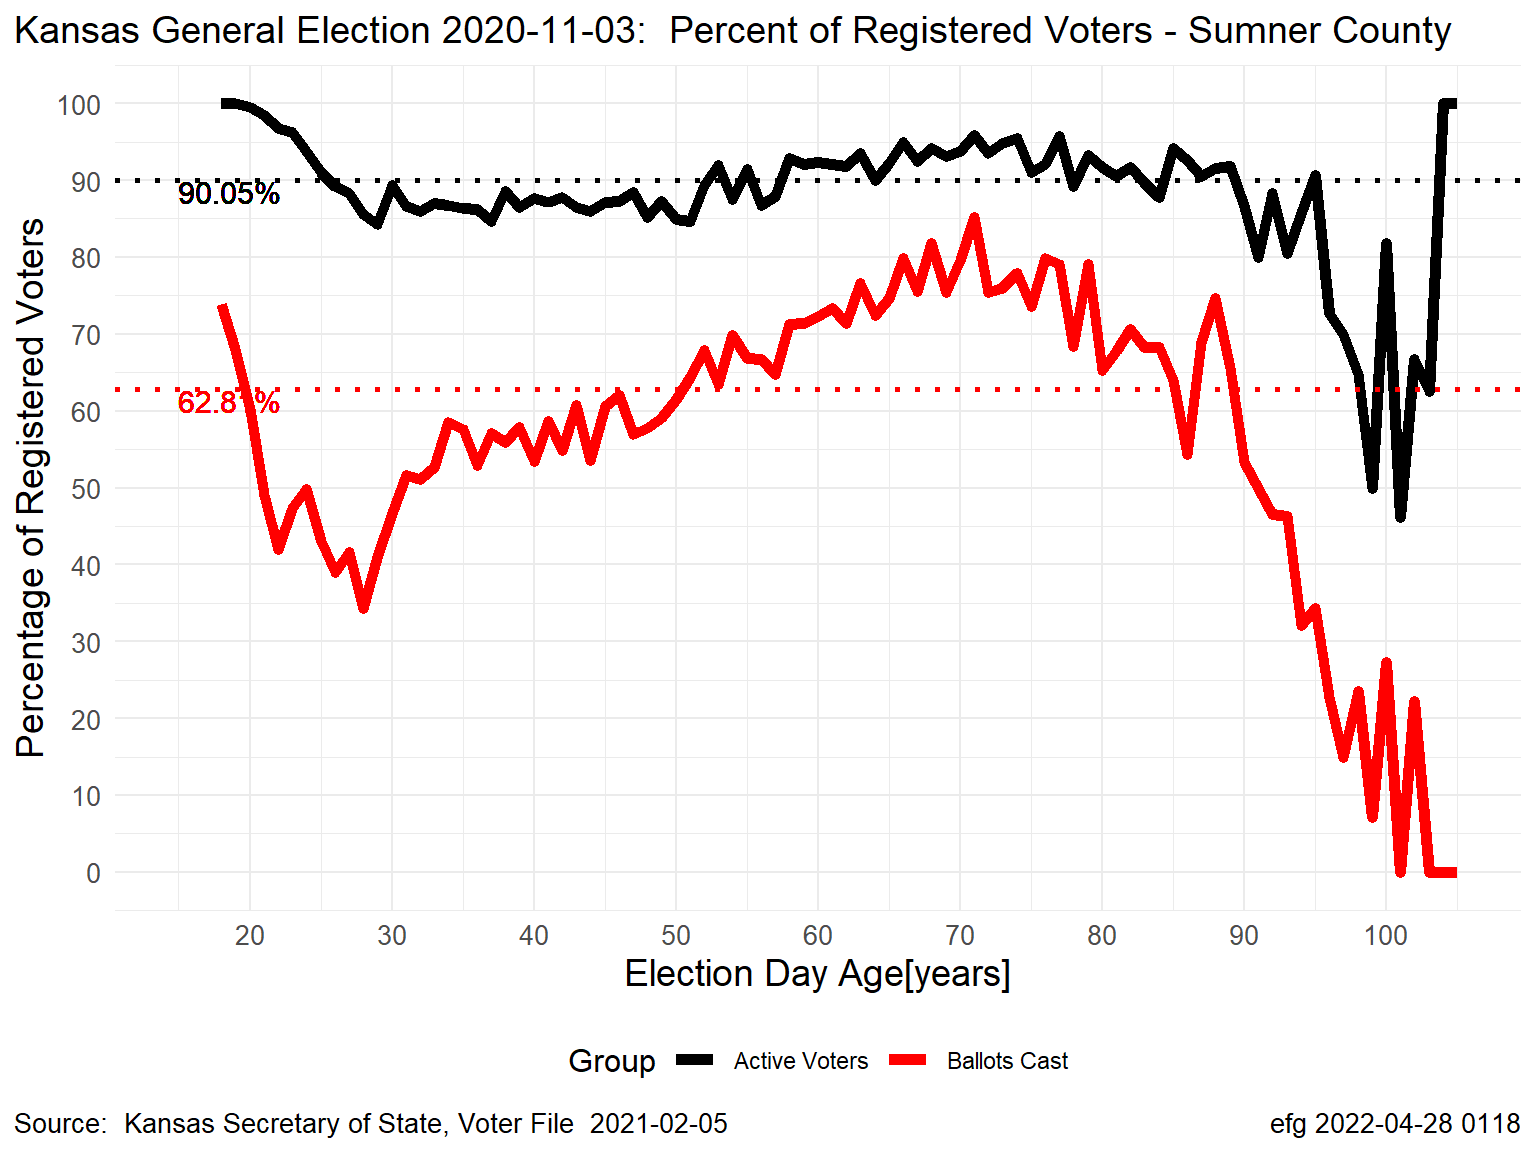 Kansas General Election 2020-11-03:  Percent of Registered Voters - Sumner County
Percentage of Registered Voters
100
90
80
70
60
50
40
30
20
10
0
90.05%
20 30 40 50 60 70 80 90 100
Election Day Age[years]
Group Active Voters Ballots Cast
Source:  Kansas Secretary of State, Voter File  2021-02-05
efg 2022-04-28 0118